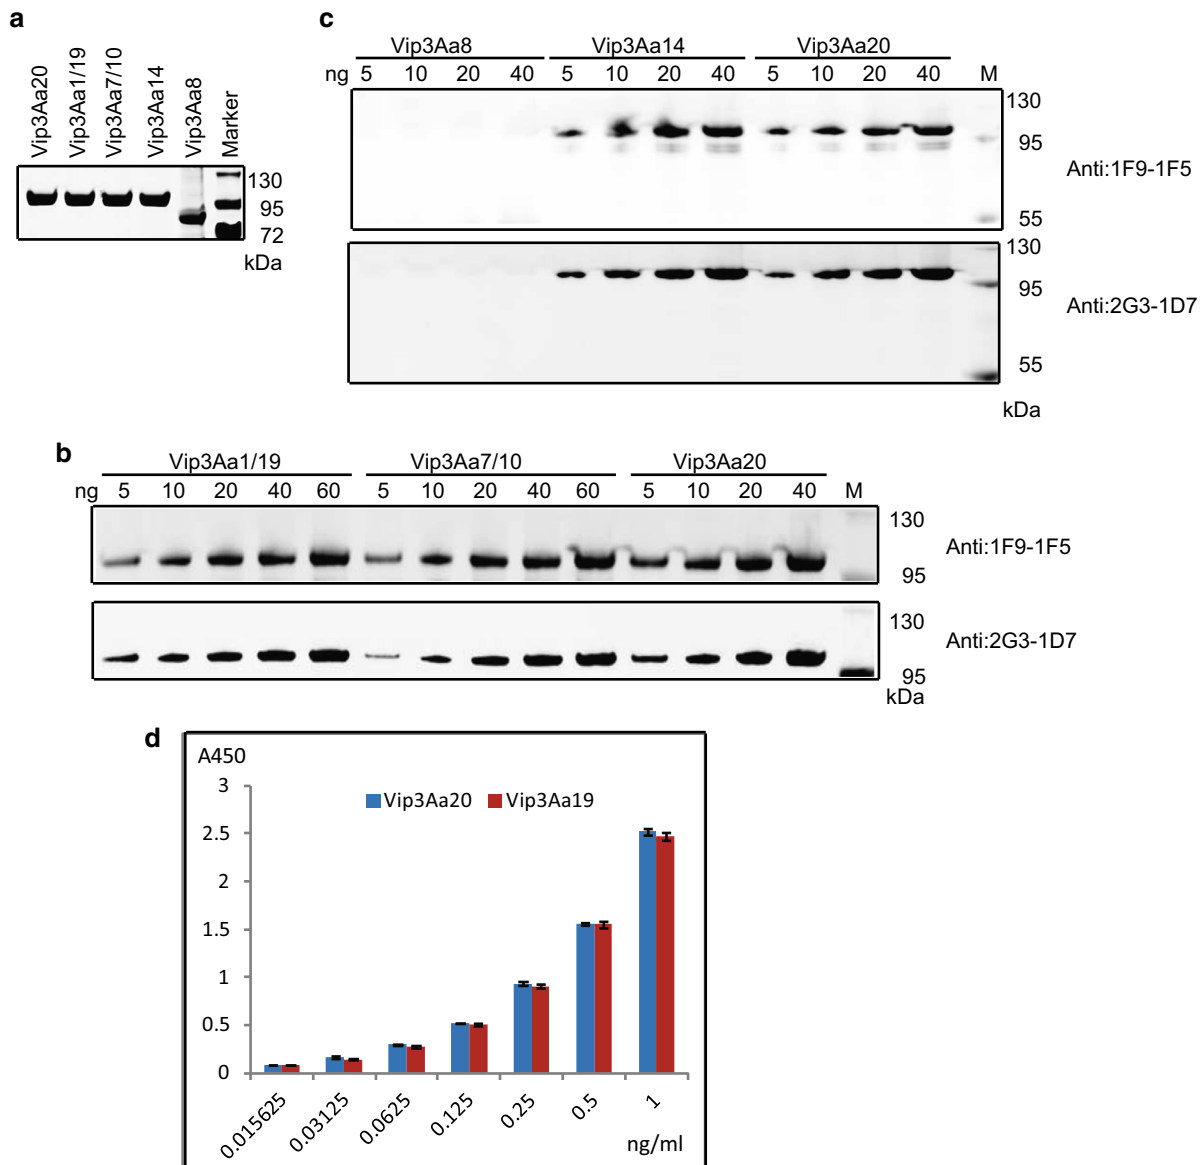 a
Vip3Aa20
Vip3Aa1/19
Vip3Aa7/10
Vip3Aa14
Vip3Aa8
Marker
130
95
72
kDa
c
Vip3Aa8 Vip3Aa14 Vip3Aa20
ng 5 10 20 40 5 10 20 40 5 10 20 40 M
130
95
Anti:1F9-1F5
55
130
95
Anti:2G3-1D7
55
kDa
b
Vip3Aa1/19 Vip3Aa7/10 Vip3Aa20
ng 5 10 20 40 60 5 10 20 40 60 5 10 20 40 M
130
Anti:1F9-1F5
95
130
Anti:2G3-1D7
95
kDa
d
A450
3
Vip3Aa20 Vip3Aa19
2.5
2
1.5
1
0.5
0
0.015625 0.03125 0.0625 0.125 0.25 0.5 1
ng/ml